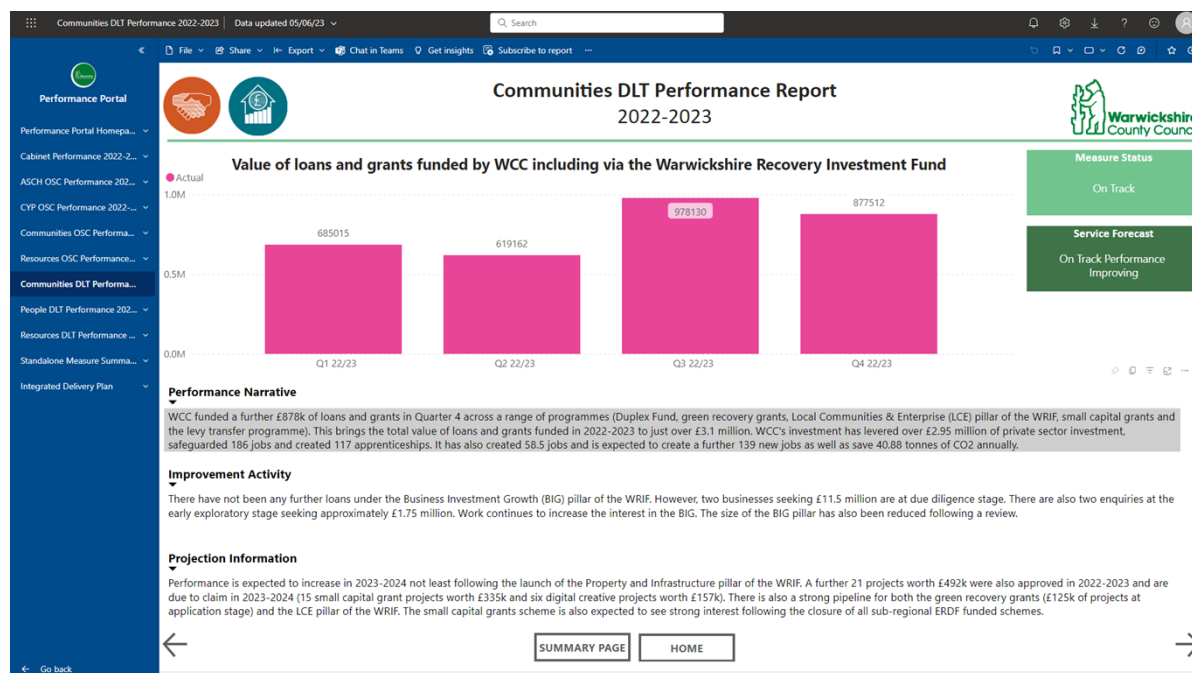 Communities DLT Performance 2022-2023 | Data updated 05/06/23
Search
File
Share
Export
Chat in Teams
Get insights
Subscribe to report
Performance Portal
Performance Portal Homepa...
Cabinet Performance 2022-2...
ASCH OSC Performance 202...
CYP OSC Performance 2022-...
Communities OSC Performa...
Resources OSC Performance...
Communities DLT Performa...
People DLT Performance 202...
Resources DLT Performance ...
Standalone Measure Summa...
Integrated Delivery Plan
Go back
Communities DLT Performance Report
2022-2023
Warwickshire
County Counc
Value of loans and grants funded by WCC including via the Warwickshire Recovery Investment Fund
Actual
1.0M
0.5M
0.0M
685015
619162
978130
877512
Q1 22/23
Q2 22/23
Q3 22/23
Q4 22/23
Measure Status
On Track
Service Forecast
On Track Performance
Improving
Performance Narrative
WCC funded a further £878k of loans and grants in Quarter 4 across a range of programmes (Duplex Fund, green recovery grants, Local Communities & Enterprise (LCE) pillar of the WRIF, small capital grants and
the levy transfer programme). This brings the total value of loans and grants funded in 2022-2023 to just over £3.1 million. WCC's investment has levered over £2.95 million of private sector investment,
safeguarded 186 jobs and created 117 apprenticeships. It has also created 58.5 jobs and is expected to create a further 139 new jobs as well as save 40.88 tonnes of CO2 annually.
Improvement Activity
There have not been any further loans under the Business Investment Growth (BIG) pillar of the WRIF. However, two businesses seeking £11.5 million are at due diligence stage. There are also two enquiries at the
early exploratory stage seeking approximately £1.75 million. Work continues to increase the interest in the BIG. The size of the BIG pillar has also been reduced following a review.
Projection Information
Performance is expected to increase in 2023-2024 not least following the launch of the Property and Infrastructure pillar of the WRIF. A further 21 projects worth £492k were also approved in 2022-2023 and are
due to claim in 2023-2024 (15 small capital grant projects worth £335k and six digital creative projects worth £157k). There is also a strong pipeline for both the green recovery grants (£125k of projects at
application stage) and the LCE pillar of the WRIF. The small capital grants scheme is also expected to see strong interest following the closure of all sub-regional ERDF funded schemes.
SUMMARY PAGE
HOME